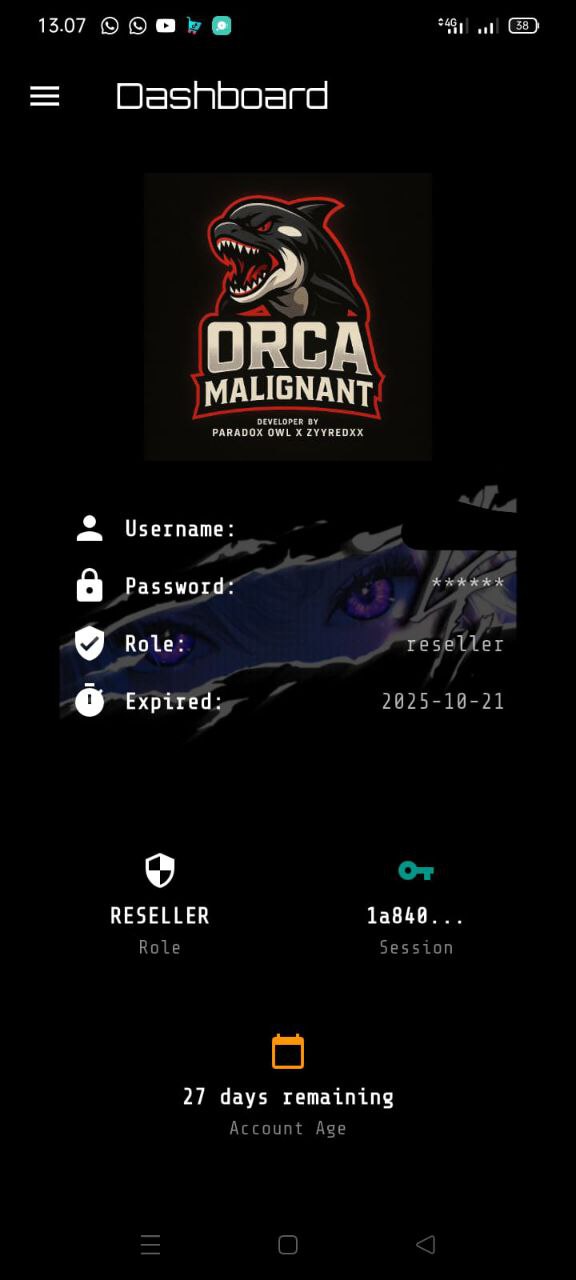 13.07
4G
38
Dashboard
ORCA
MALIGNANT
DEVELOPER BY
PARADOX OWL X ZYYREDXX
Username:
Password: ******
Role: reseller
Expired: 2025-10-21
RESELLER
Role
1a840...
Session
27 days remaining
Account Age